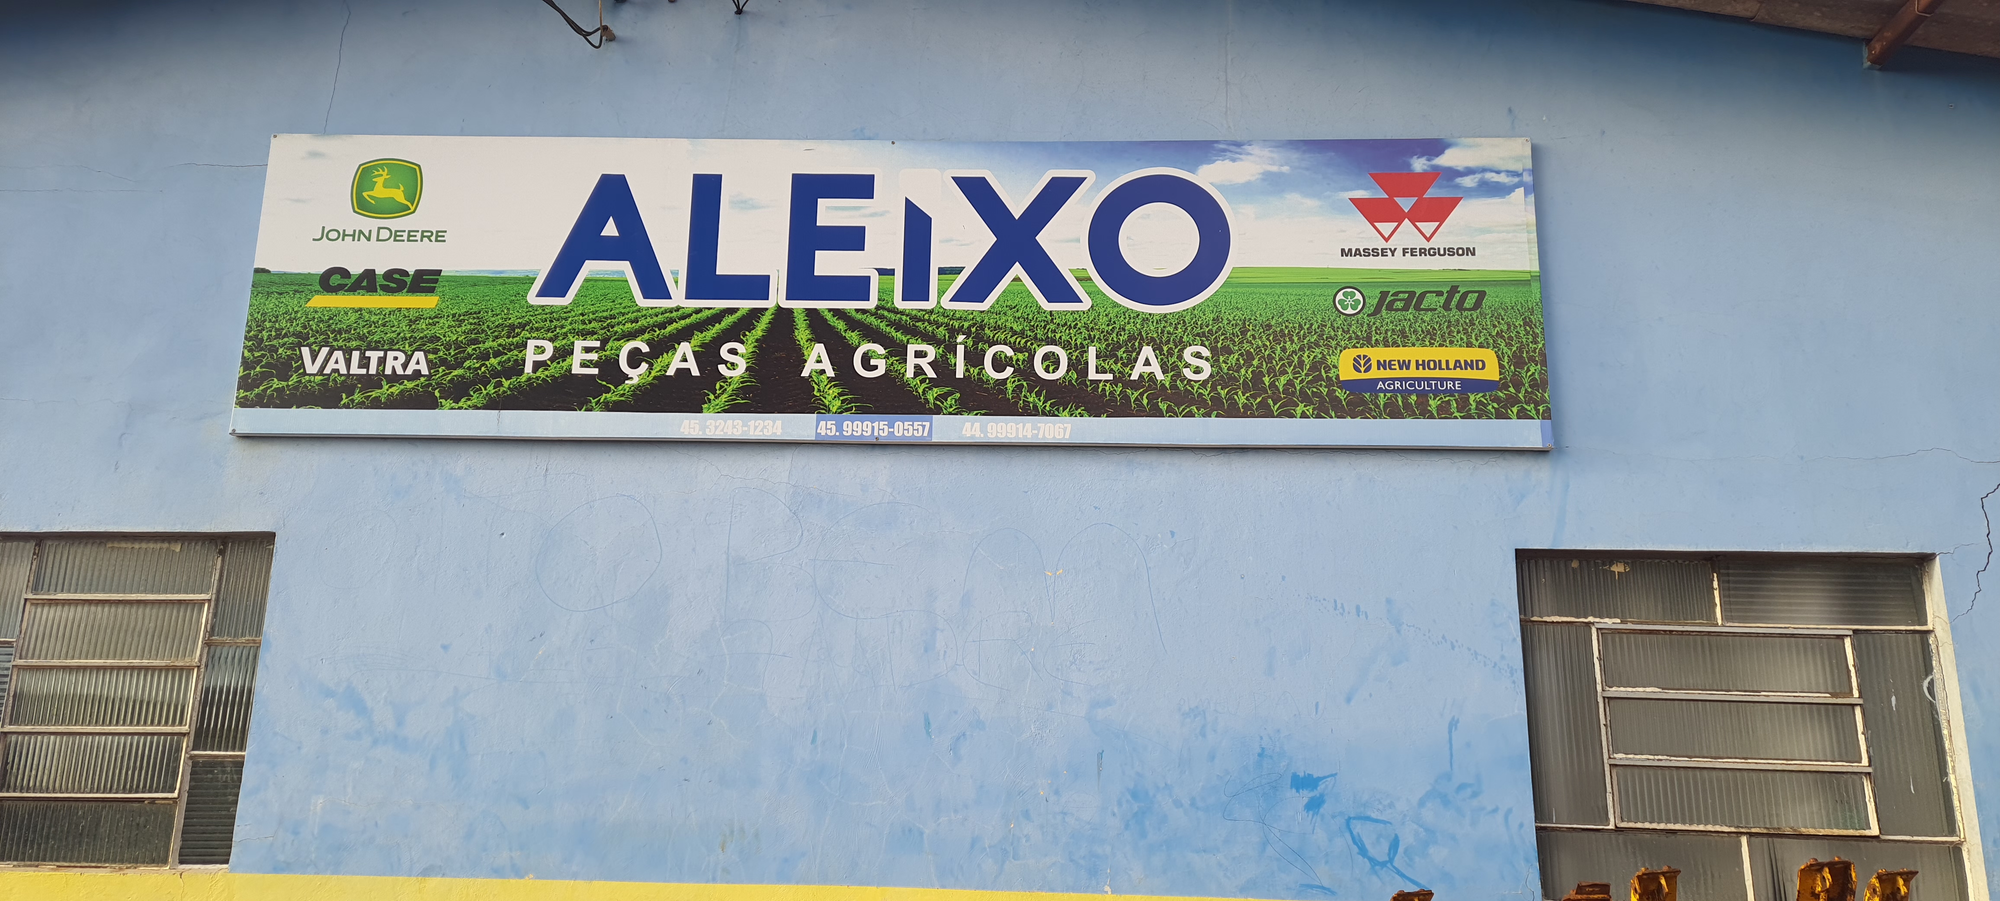 JOHN DEERE
CASE
VALTRA
ALEIXO
PEÇAS AGRÍCOLAS
MASSEY FERGUSON
jacto
NEW HOLLAND
AGRICULTURE
45. 3243-1234 45. 99915-0557 44. 99914-7067